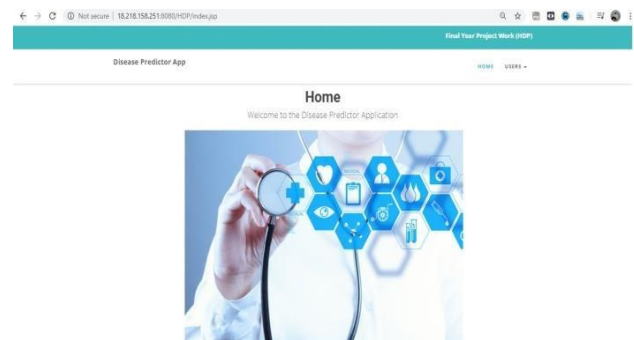 Not secure | 18.218.158.251:8080/HDP/index.jsp
Final Year Project Work (HDP)
Disease Predictor App
HOME USERS
Home
Welcome to the Disease Predictor Application
MEDICAL